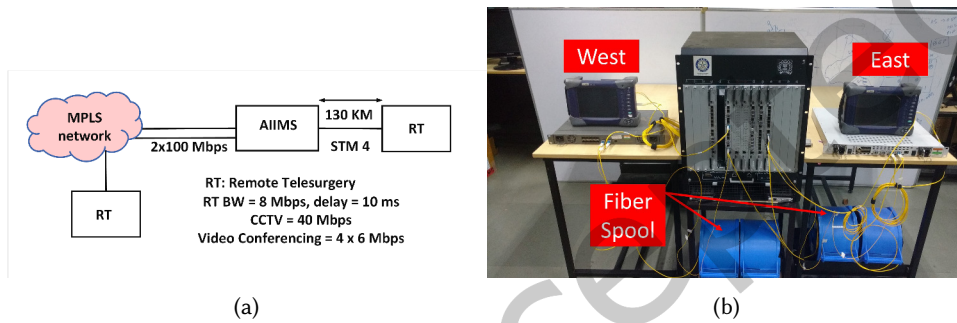 MPLS
network
2x100 Mbps
AIIMS
130 KM
STM 4
RT
RT
RT: Remote Telesurgery
RT BW = 8 Mbps, delay = 10 ms
CCTV = 40 Mbps
Video Conferencing = 4 x 6 Mbps
(a)
West
East
Fiber
Spool
(b)